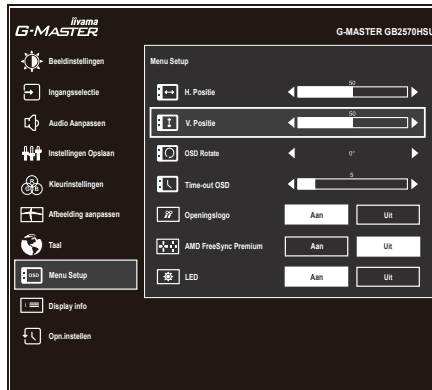 iiyama
G-MASTER
G-MASTER GB2570HSU
Beeldinstellingen
Ingangsselectie
Audio Aanpassen
Instellingen Opslaan
Kleurinstellingen
Afbeelding aanpassen
Taal
Menu Setup
Display info
Opn.instellen
Menu Setup
H. Positie 50
V. Positie 50
OSD Rotate 0°
Time-out OSD 5
Openingslogo Aan Uit
AMD FreeSync Premium Aan Uit
LED Aan Uit
OSD
R
G B